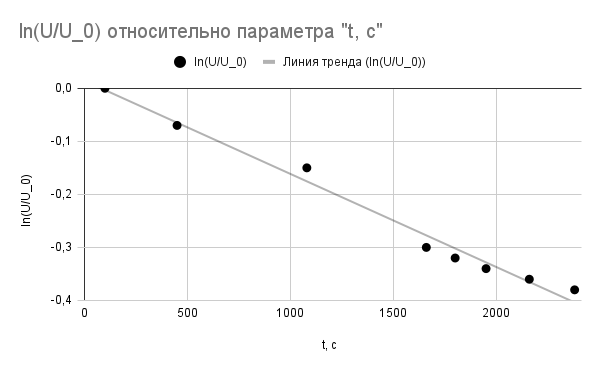 ln(U/U_0) относительно параметра "t, c"
ln(U/U_0)
Линия тренда (ln(U/U_0))
0,0
-0,1
-0,2
-0,3
-0,4
ln(U/U_0)
0
500
1000
1500
2000
t, c